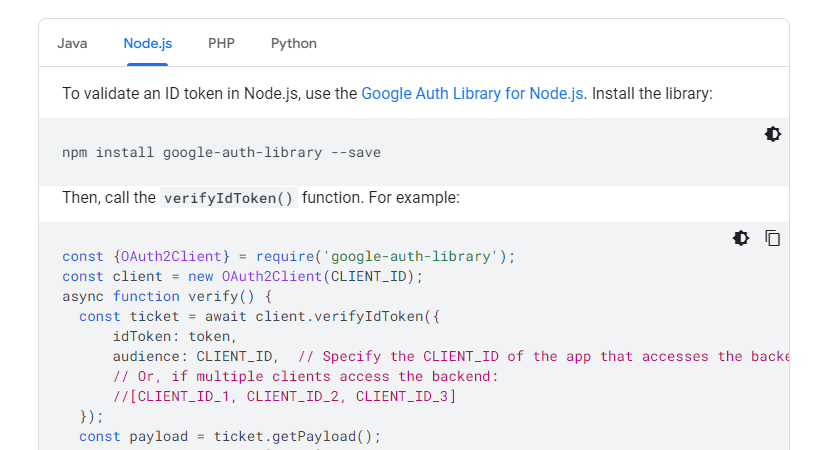 Java Node.js PHP Python
To validate an ID token in Node.js, use the Google Auth Library for Node.js. Install the library:
npm install google-auth-library --save
Then, call the verifyIdToken() function. For example:
const {OAuth2Client} = require('google-auth-library');
const client = new OAuth2Client(CLIENT_ID);
async function verify() {
  const ticket = await client.verifyIdToken({
      idToken: token,
      audience: CLIENT_ID,  // Specify the CLIENT_ID of the app that accesses the backe
      // Or, if multiple clients access the backend:
      //[CLIENT_ID_1, CLIENT_ID_2, CLIENT_ID_3]
  });
  const payload = ticket.getPayload();